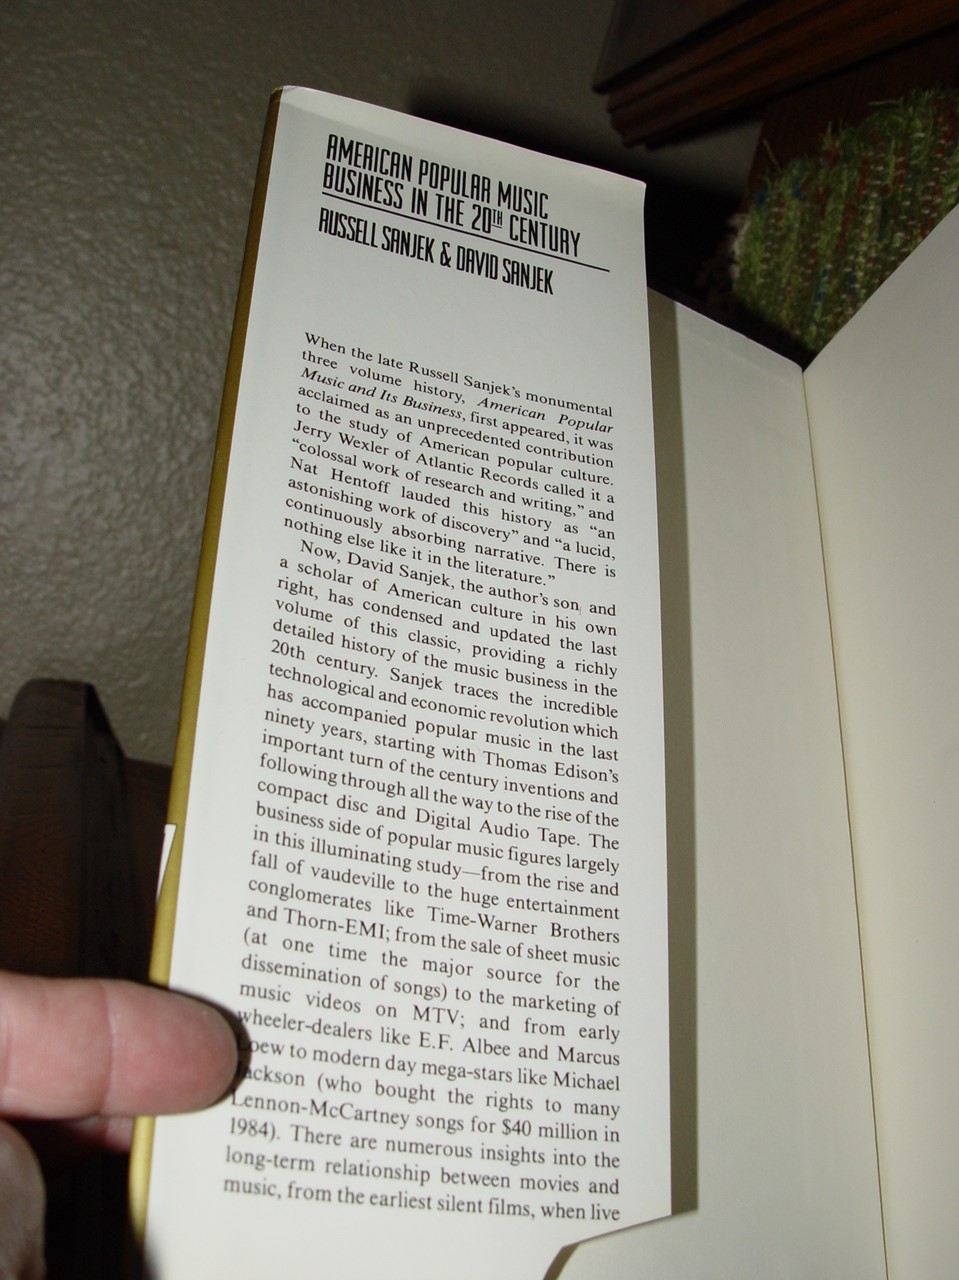 AMERICAN POPULAR MUSIC
BUSINESS IN THE 20TH CENTURY
RUSSELL SANJEK & DAVID SANJEK
When the late Russell Sanjek's monumental
three volume history, American Popular
Music and Its Business, first appeared, it was
acclaimed as an unprecedented contribution
to the study of American popular culture.
Jerry Wexler of Atlantic Records called it a
“colossal work of research and writing,” and
Nat Hentoff lauded this history as “an
astonishing work of discovery” and “a lucid,
continuously absorbing narrative. There is
nothing else like it in the literature.”
Now, David Sanjek, the author's son, and
a scholar of American culture in his own
right, has condensed and updated the last
volume of this classic, providing a richly
detailed history of the music business in the
20th century. Sanjek traces the incredible
technological and economic revolution which
has accompanied popular music in the last
ninety years, starting with Thomas Edison's
important turn of the century inventions and
following through all the way to the rise of the
compact disc and Digital Audio Tape. The
business side of popular music figures largely
in this illuminating study—from the rise and
fall of vaudeville to the huge entertainment
conglomerates like Time-Warner Brothers
and Thorn-EMI; from the sale of sheet music
(at one time the major source for the
dissemination of songs) to the marketing of
music videos on MTV; and from early
wheeler-dealers like E.F. Albee and Marcus
Loew to modern day mega-stars like Michael
Jackson (who bought the rights to many
Lennon-McCartney songs for $40 million in
1984). There are numerous insights into the
long-term relationship between movies and
music, from the earliest silent films, when live